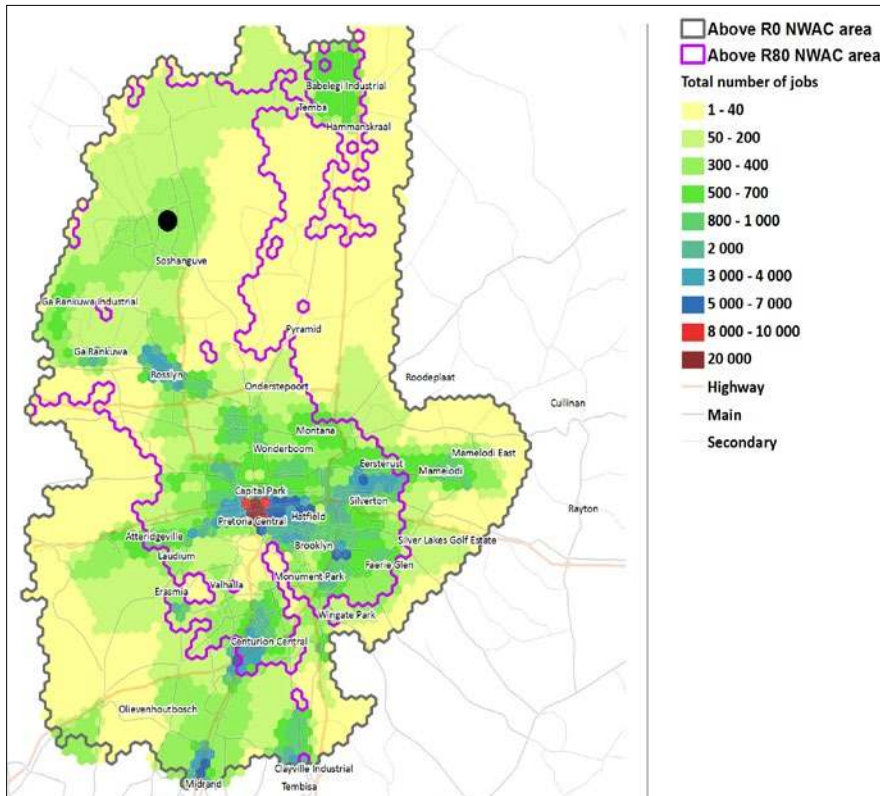 Above R0 NWAC area
Above R80 NWAC area
Total number of jobs
1 - 40
50 - 200
300 - 400
500 - 700
800 - 1 000
2 000
3 000 - 4 000
5 000 - 7 000
8 000 - 10 000
20 000
Highway
Main
Secondary
Babelegi Industrial
Temba
Hammanskraal
Soshanguve
Ga Rankuwa Industrial
Pyramid
Ga Rankuwa
Rosslyn
Onderstepoort
Roodeplaat
Cullinan
Montana
Wonderboom
Mamelodi East
Eersterust
Mamelodi
Capital Park
Silverton
Rayton
Pretoria Central
Hatfield
Atteridgeville
Silver Lakes Golf Estate
Laudium
Brooklyn
Faerie Glen
Monument Park
Valhalla
Erasmia
Wingate Park
Centurion Central
Olievenhoutbosch
Clayville Industrial
Midrand
Tembisa